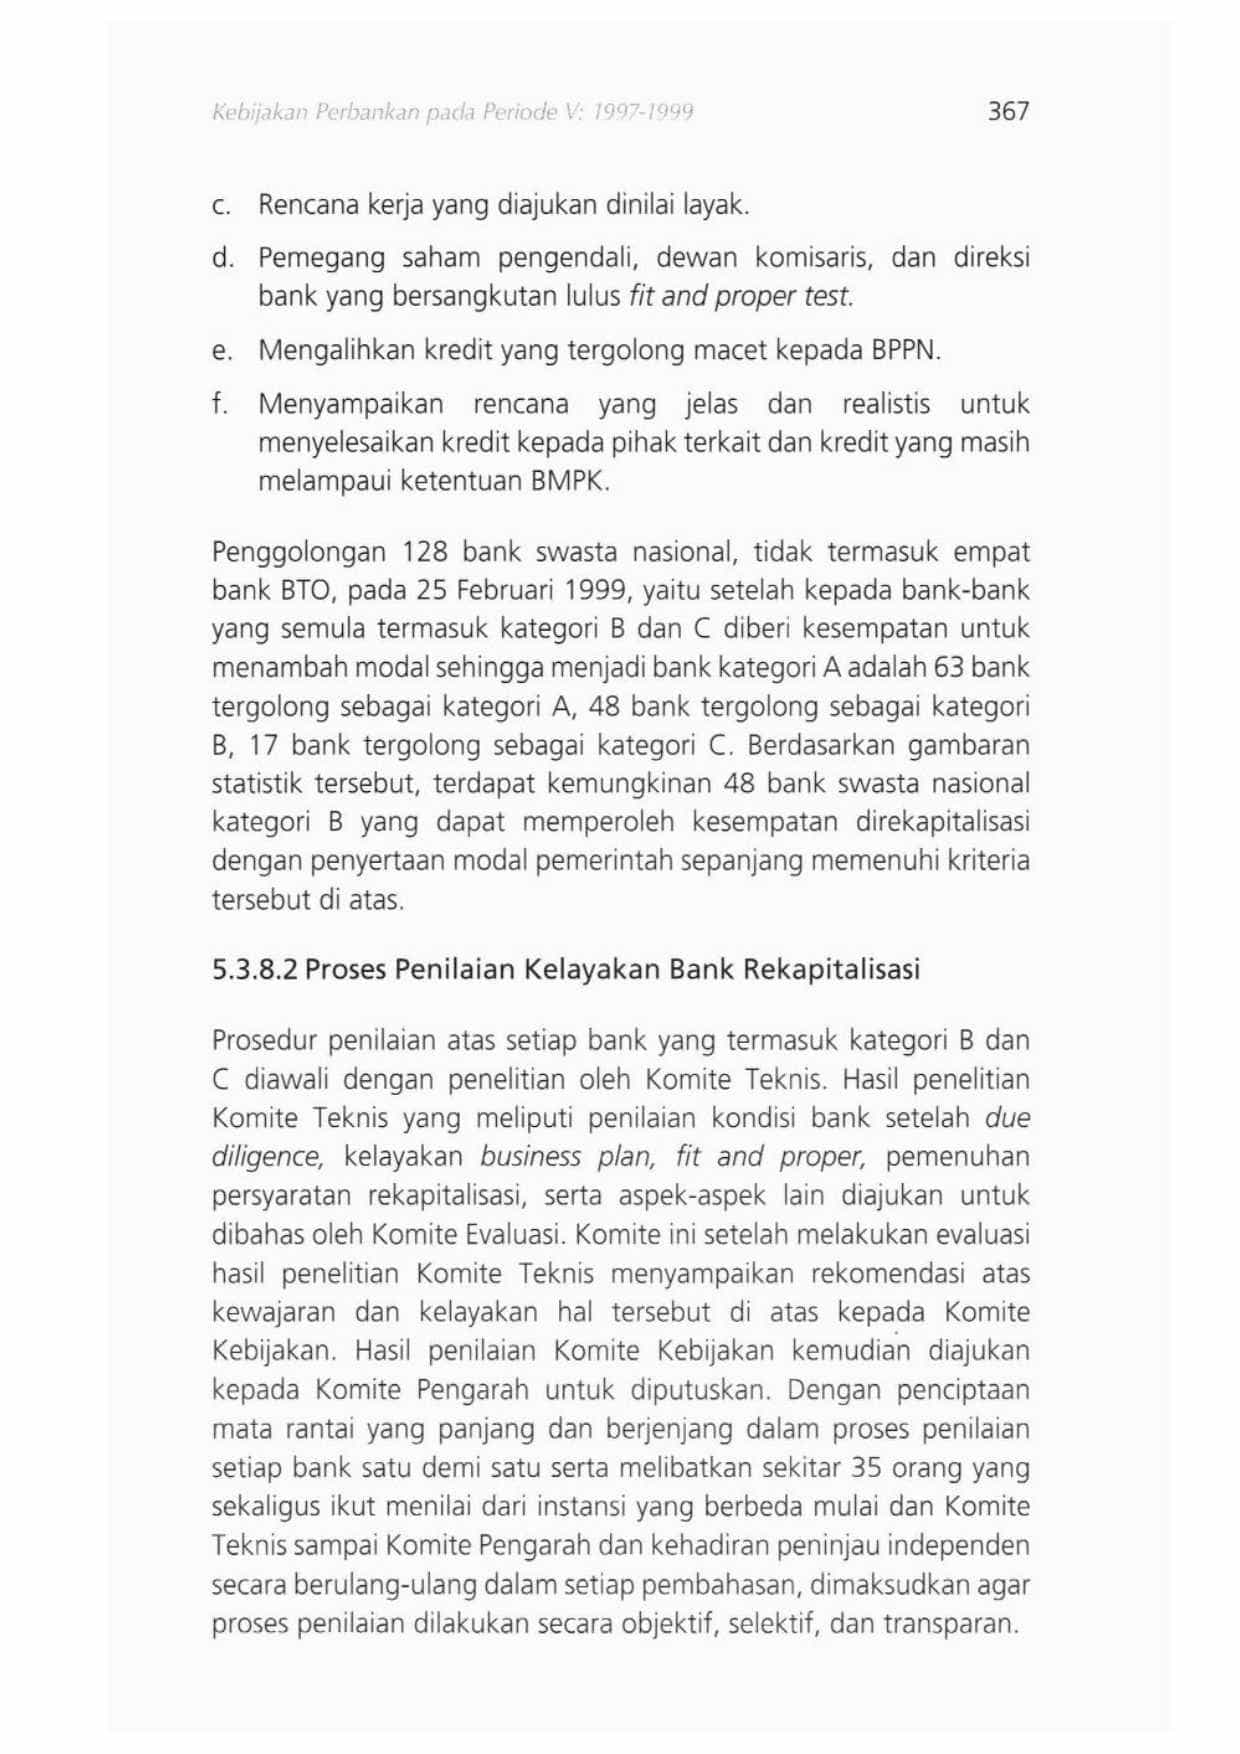 Kebijakan Perbankan pada Periode V: 1997-1999 367
c. Rencana kerja yang diajukan dinilai layak.
d. Pemegang saham pengendali, dewan komisaris, dan direksi
bank yang bersangkutan lulus fit and proper test.
e. Mengalihkan kredit yang tergolong macet kepada BPPN.
f. Menyampaikan rencana yang jelas dan realistis untuk
menyelesaikan kredit kepada pihak terkait dan kredit yang masih
melampaui ketentuan BMPK.
Penggolongan 128 bank swasta nasional, tidak termasuk empat
bank BTO, pada 25 Februari 1999, yaitu setelah kepada bank-bank
yang semula termasuk kategori B dan C diberi kesempatan untuk
menambah modal sehingga menjadi bank kategori A adalah 63 bank
tergolong sebagai kategori A, 48 bank tergolong sebagai kategori
B, 17 bank tergolong sebagai kategori C. Berdasarkan gambaran
statistik tersebut, terdapat kemungkinan 48 bank swasta nasional
kategori B yang dapat memperoleh kesempatan direkapitalisasi
dengan penyertaan modal pemerintah sepanjang memenuhi kriteria
tersebut di atas.
5.3.8.2 Proses Penilaian Kelayakan Bank Rekapitalisasi
Prosedur penilaian atas setiap bank yang termasuk kategori B dan
C diawali dengan penelitian oleh Komite Teknis. Hasil penelitian
Komite Teknis yang meliputi penilaian kondisi bank setelah due
diligence, kelayakan business plan, fit and proper, pemenuhan
persyaratan rekapitalisasi, serta aspek-aspek lain diajukan untuk
dibahas oleh Komite Evaluasi. Komite ini setelah melakukan evaluasi
hasil penelitian Komite Teknis menyampaikan rekomendasi atas
kewajaran dan kelayakan hal tersebut di atas kepada Komite
Kebijakan. Hasil penilaian Komite Kebijakan kemudian diajukan
kepada Komite Pengarah untuk diputuskan. Dengan penciptaan
mata rantai yang panjang dan berjenjang dalam proses penilaian
setiap bank satu demi satu serta melibatkan sekitar 35 orang yang
sekaligus ikut menilai dari instansi yang berbeda mulai dan Komite
Teknis sampai Komite Pengarah dan kehadiran peninjau independen
secara berulang-ulang dalam setiap pembahasan, dimaksudkan agar
proses penilaian dilakukan secara objektif, selektif, dan transparan.